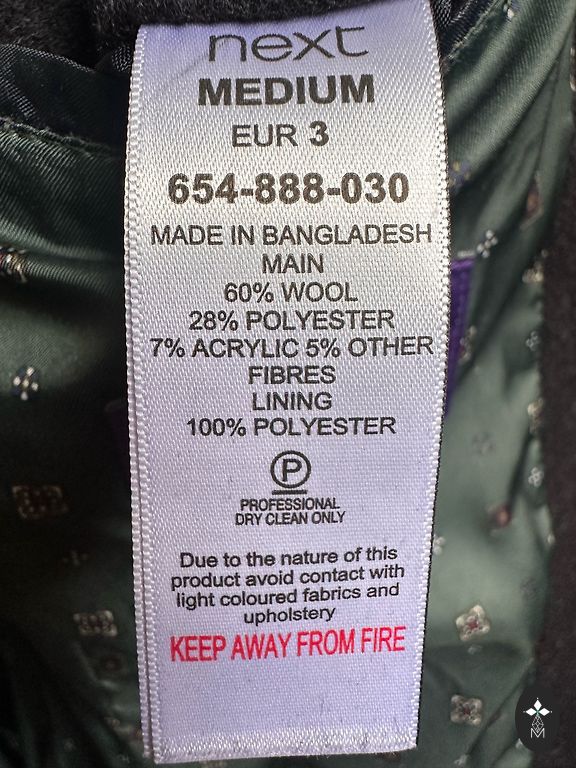 next
MEDIUM
EUR 3
654-888-030
MADE IN BANGLADESH
MAIN
60% WOOL
28% POLYESTER
7% ACRYLIC 5% OTHER
FIBRES
LINING
100% POLYESTER
P
PROFESSIONAL
DRY CLEAN ONLY
Due to the nature of this
product avoid contact with
light coloured fabrics and
upholstery
KEEP AWAY FROM FIRE